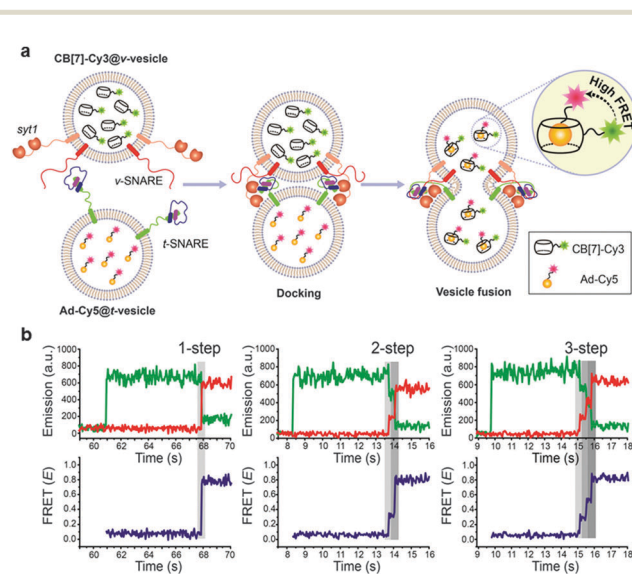 a
CB[7]-Cy3@v-vesicle
syt1
v-SNARE
t-SNARE
Ad-Cy5@t-vesicle
Docking
Vesicle fusion
High FRET
CB[7]-Cy3
Ad-Cy5
b
1-step
2-step
3-step
Emission (a.u.)
1000
800
600
400
200
0
60 62 64 66 68 70
Time (s)
Emission (a.u.)
1000
800
600
400
200
0
8 9 10 11 12 13 14 15 16
Time (s)
Emission (a.u.)
1000
800
600
400
200
0
9 10 11 12 13 14 15 16 17 18
Time (s)
FRET (E)
1.0
0.8
0.6
0.4
0.2
0.0
60 62 64 66 68 70
Time (s)
FRET (E)
1.0
0.8
0.6
0.4
0.2
0.0
8 9 10 11 12 13 14 15 16
Time (s)
FRET (E)
1.0
0.8
0.6
0.4
0.2
0.0
9 10 11 12 13 14 15 16 17 18
Time (s)